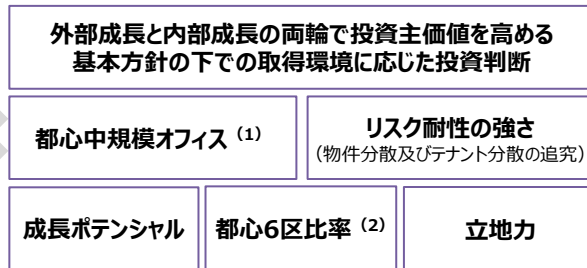 外部成長と内部成長の両輪で投資主価値を高める
基本方針の下での取得環境に応じた投資判断
都心中規模オフィス (1)
リスク耐性の強さ
(物件分散及びテナント分散の追究)
成長ポテンシャル
都心6区比率 (2)
立地力